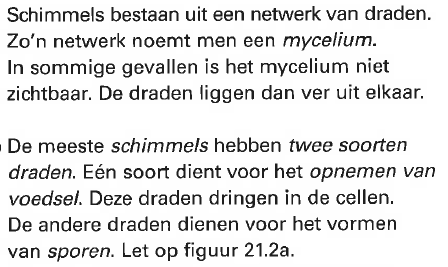 Schimmels bestaan uit een netwerk van draden.
Zo'n netwerk noemt men een mycelium.
In sommige gevallen is het mycelium niet
zichtbaar. De draden liggen dan ver uit elkaar.
De meeste schimmels hebben twee soorten
draden. Eén soort dient voor het opnemen van
voedsel. Deze draden dringen in de cellen.
De andere draden dienen voor het vormen
van sporen. Let op figuur 21.2a.